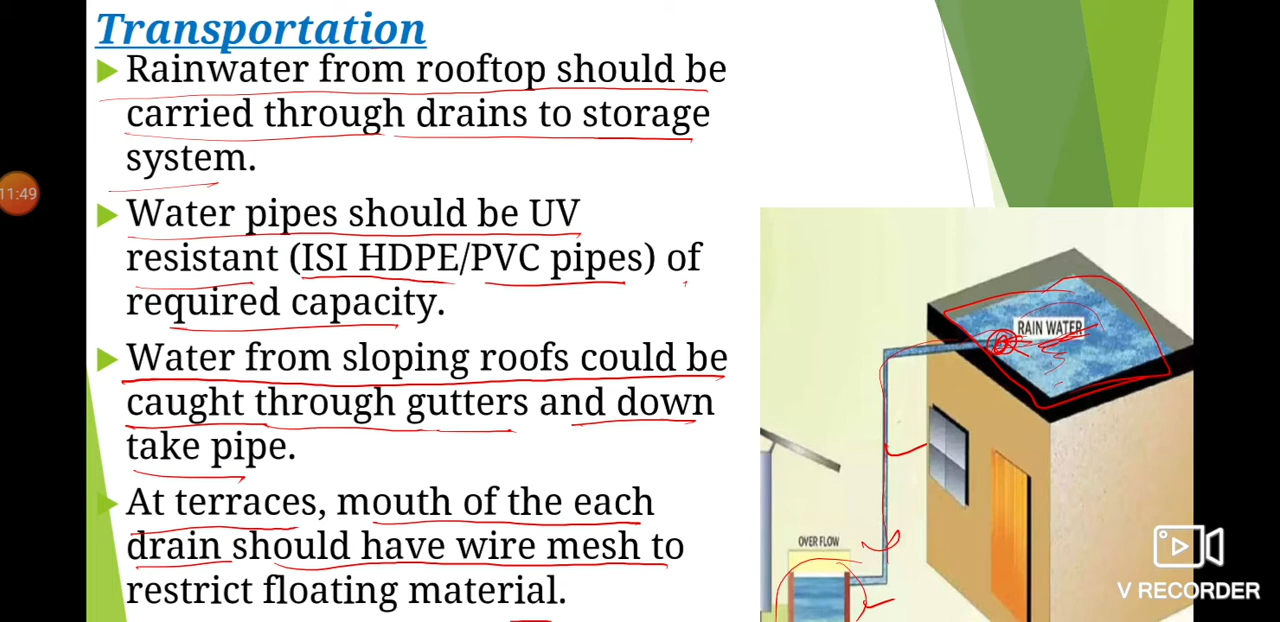 Transportation
Rainwater from rooftop should be
carried through drains to storage
system.
11:49
Water pipes should be UV
resistant (ISI HDPE/PVC pipes) of
required capacity.
Water from sloping roofs could be
caught through gutters and down
take pipe.
At terraces, mouth of the each
drain should have wire mesh to
restrict floating material.
RAIN WATER
OVER FLOW
V RECORDER